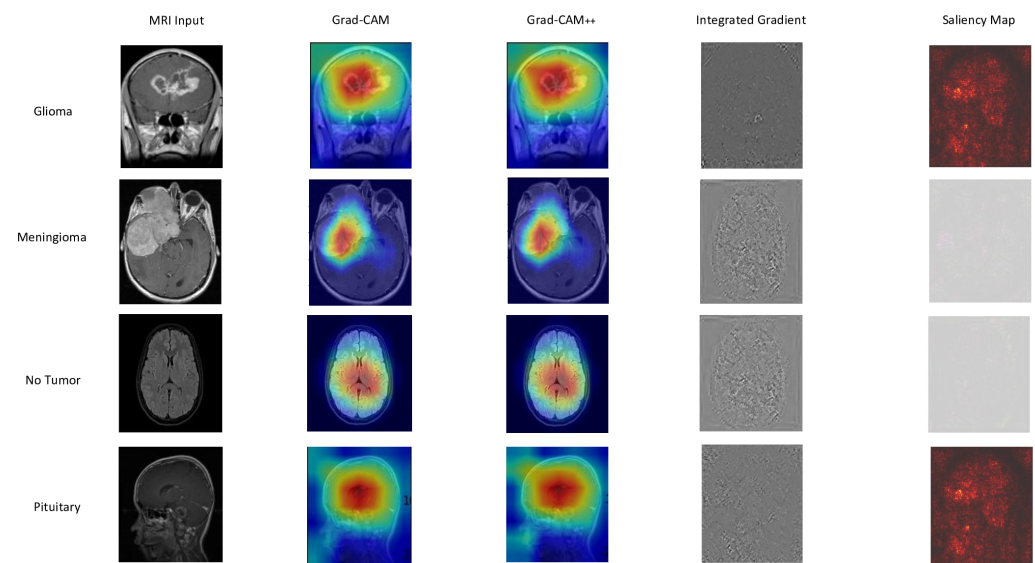 MRI Input Grad-CAM Grad-CAM++ Integrated Gradient Saliency Map
Glioma
Meningioma
No Tumor
Pituitary